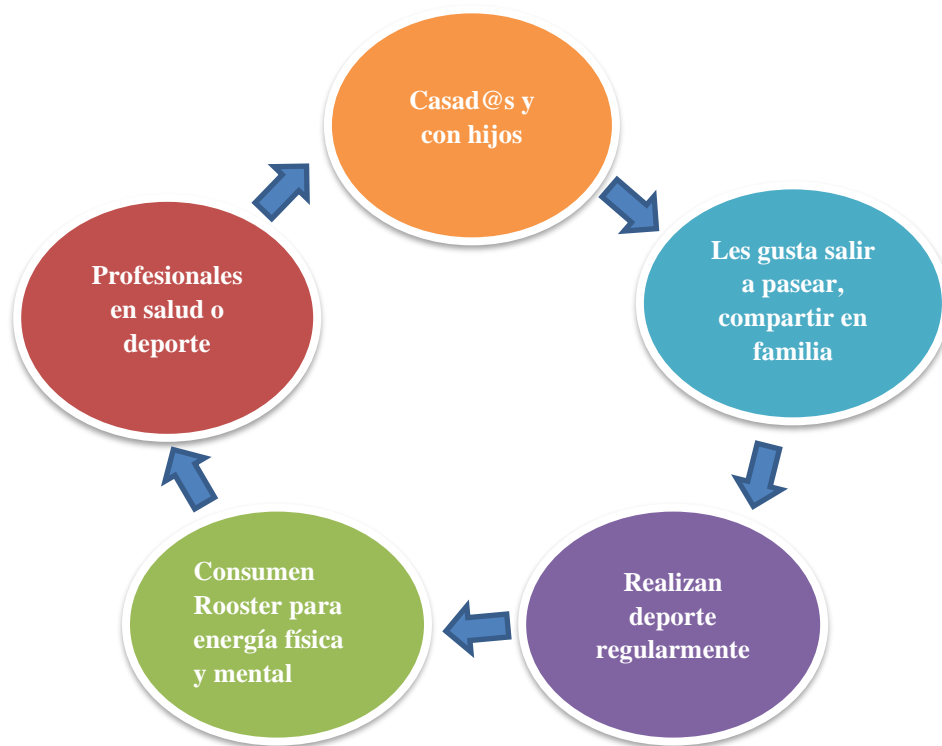 Casad@s y
con hijos
Les gusta salir
a pasear,
compartir en
familia
Realizan
deporte
regularmente
Consumen
Rooster para
energía física
y mental
Profesionales
en salud o
deporte